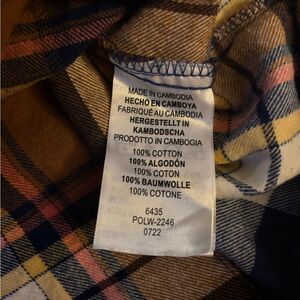 MADE IN CAMBODIA
HECHO EN CAMBOYA
FABRIQUÉ AU CAMBODIA
HERGESTELLT IN
KAMBODSCHA
PRODOTTO IN CAMBOGIA
100% COTTON
100% ALGODÓN
100% COTON
100% BAUMWOLLE
100% COTONE
6435
POLW-2246
0722